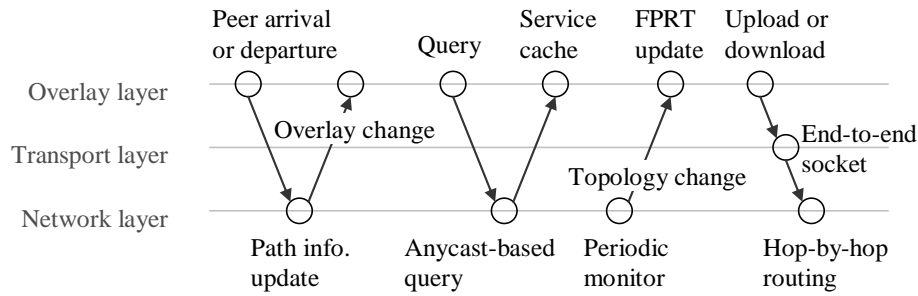 Peer arrival
or departure
Query
Service
cache
FPRT
update
Upload or
download
Overlay layer
Overlay change
End-to-end
socket
Transport layer
Topology change
Network layer
Path info.
update
Anycast-based
query
Periodic
monitor
Hop-by-hop
routing